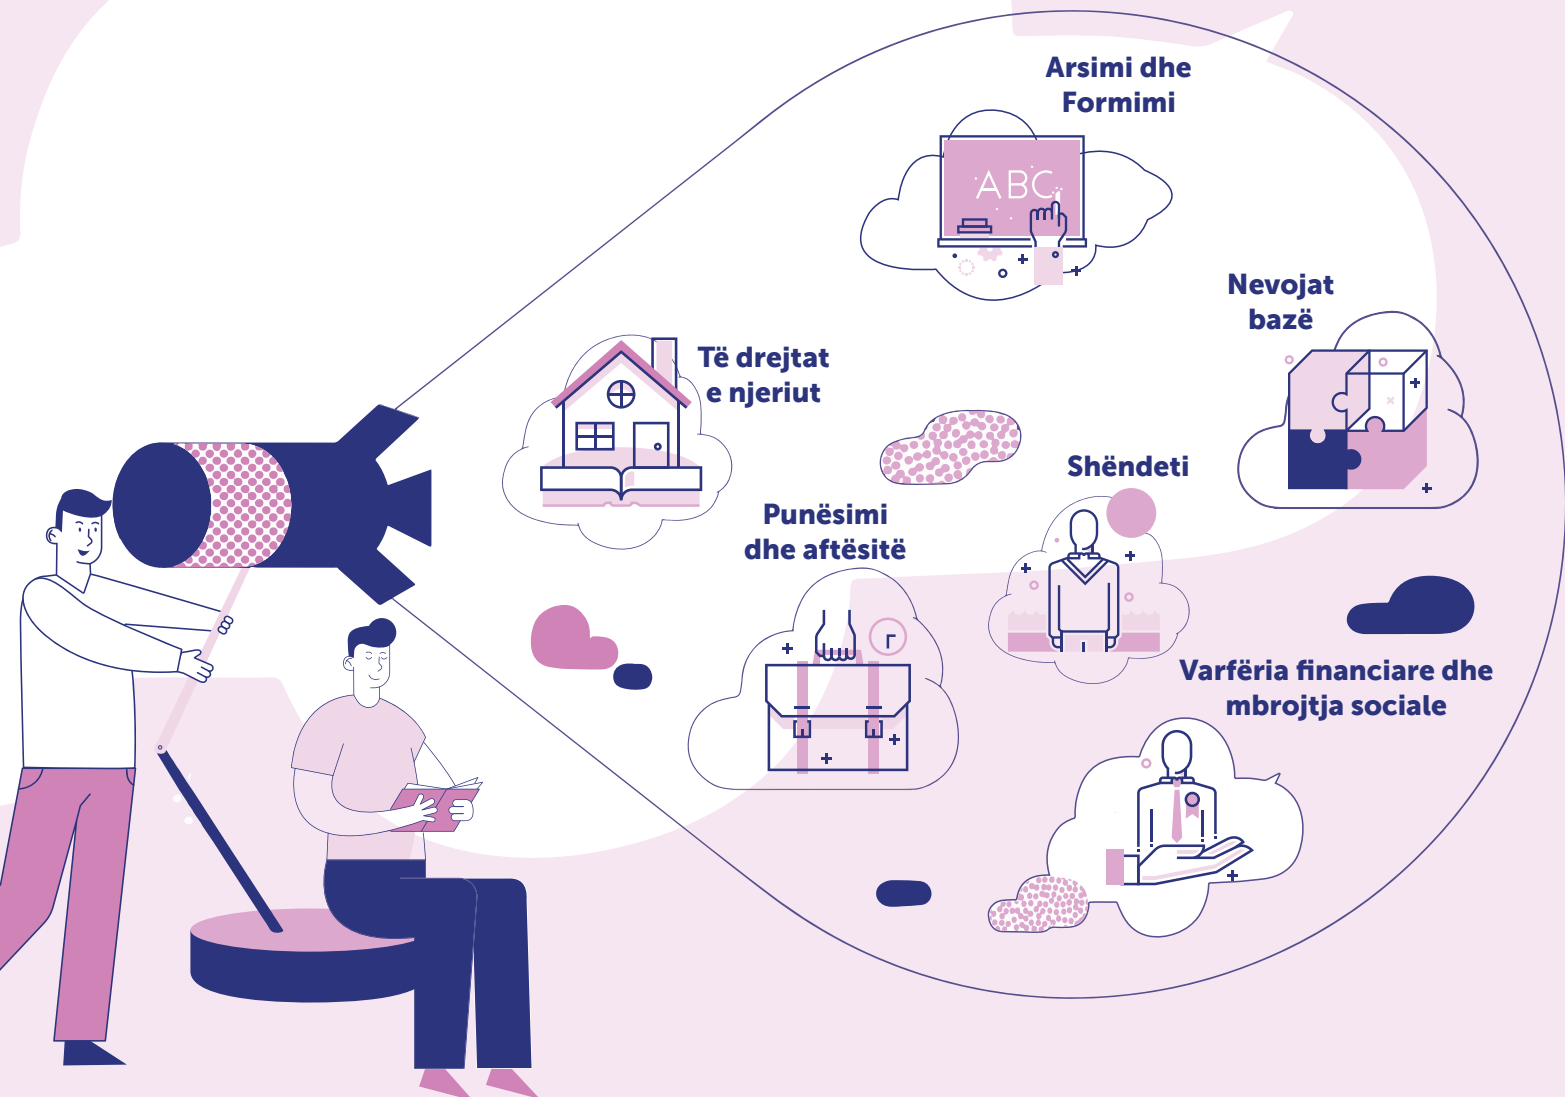 Arsimi dhe
Formimi
ABC
Nevojat
bazë
Të drejtat
e njeriut
Shëndeti
Punësimi
dhe aftësitë
Varfëria financiare dhe
mbrojtja sociale